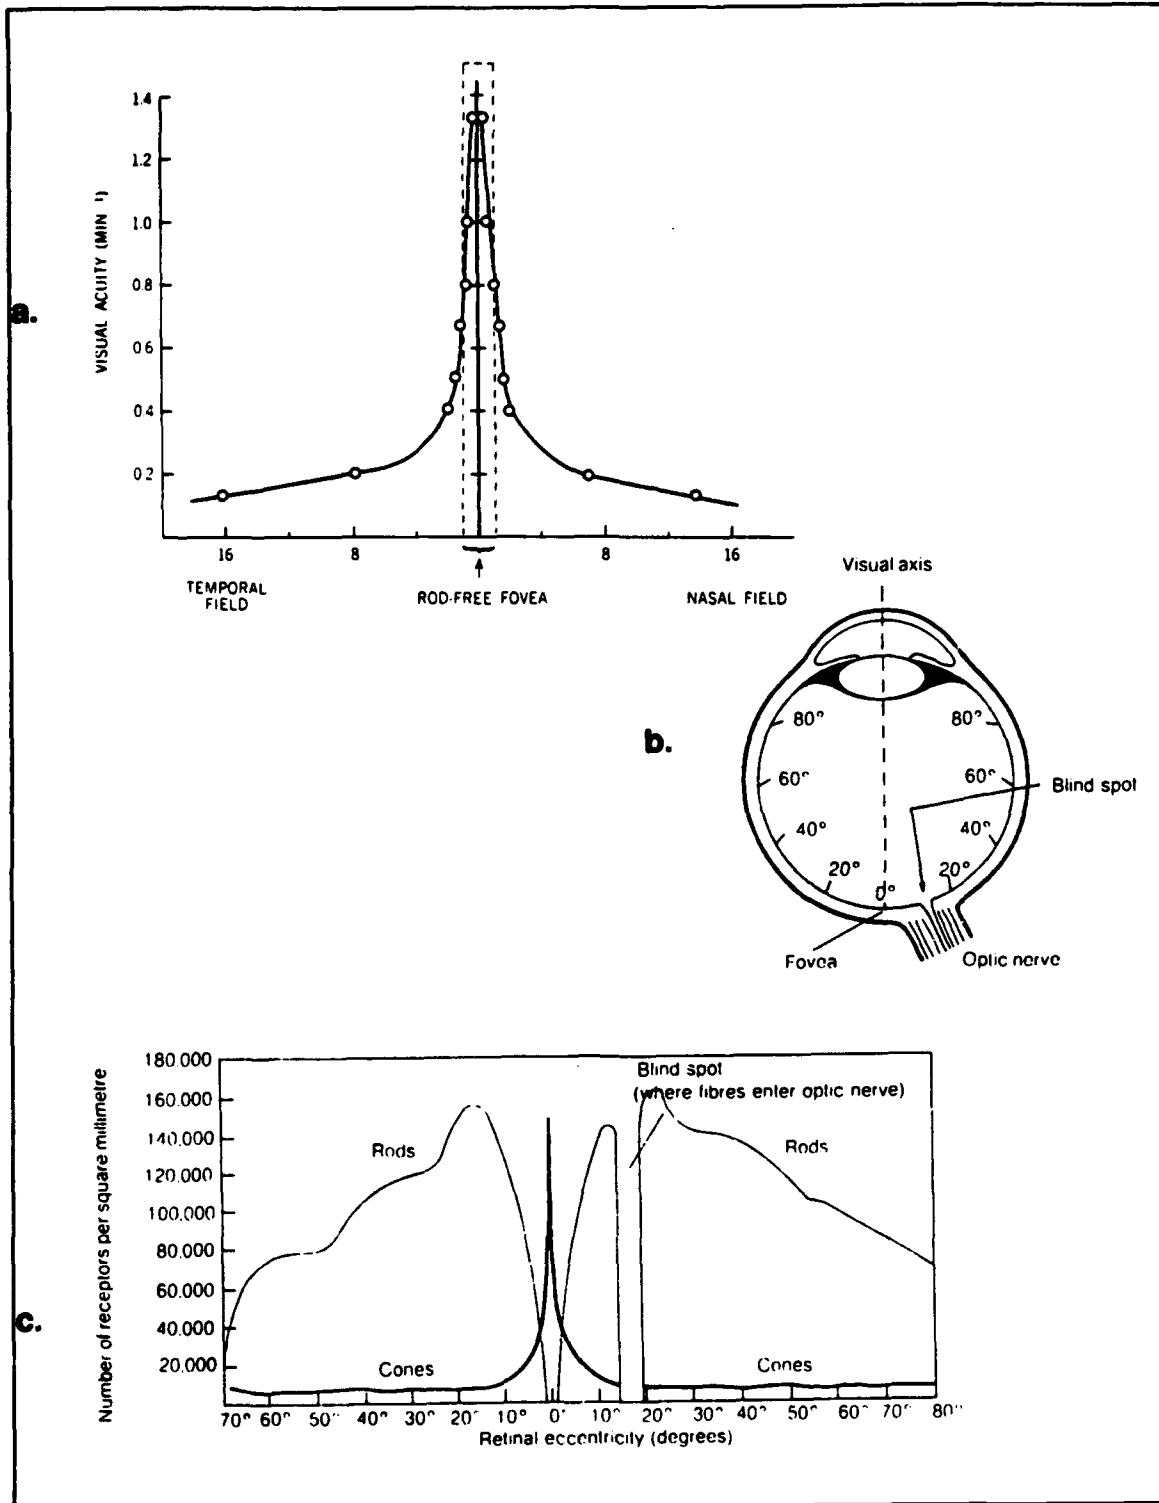 a.
VISUAL ACUITY (MIN ¹)
1.4
1.2
1.0
0.8
0 6
0 4
0 2
16
8
8
16
TEMPORAL
FIELD
ROD-FREE FOVEA
NASAL FIELD
b.
Visual axis
80°
80°
60°
60°
40°
40°
20°
20°
0°
Blind spot
Fovea
Optic nerve
c.
Number of receptors per square millimetre
180.000
160.000
140.000
120.000
100.000
80.000
60.000
40.000
20.000
Blind spot
(where fibres enter optic nerve)
Rods
Rods
Cones
Cones
70° 60° 50° 40° 30° 20° 10° 0° 10° 20° 30° 40° 50° 60° 70° 80°
Retinal eccentricity (degrees)